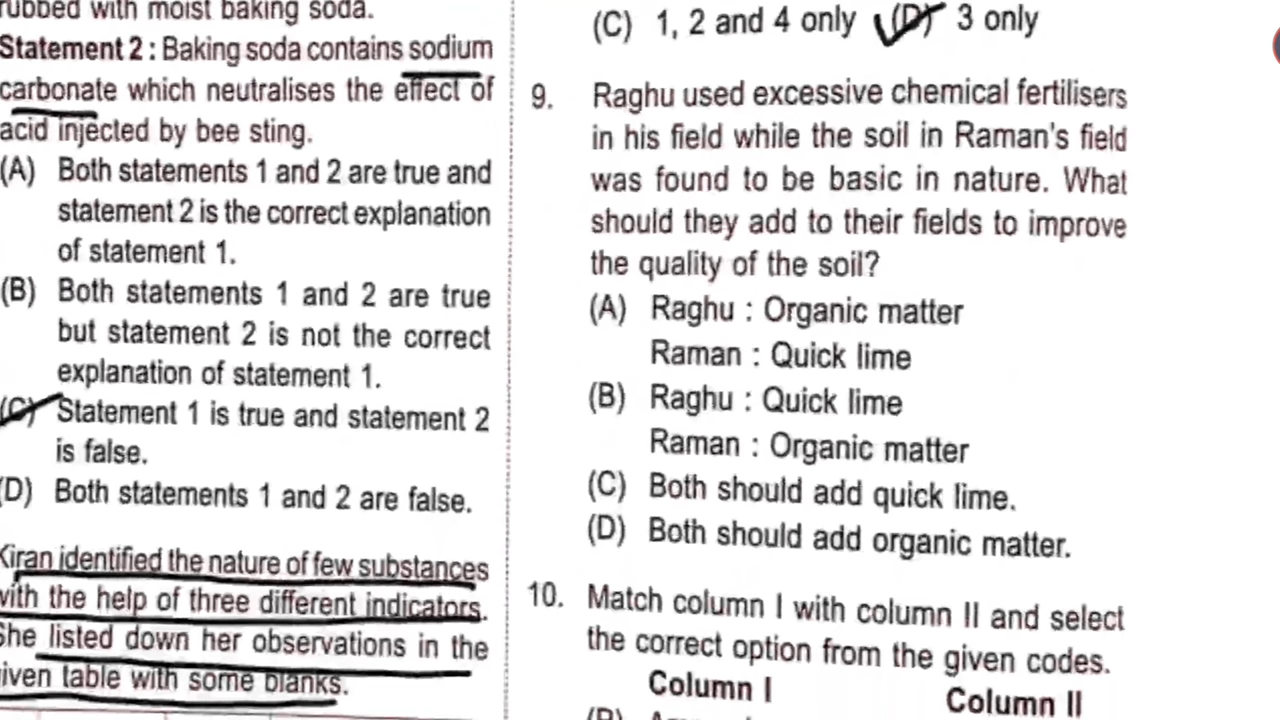 rubbed with moist baking soda.
Statement 2 : Baking soda contains sodium
carbonate which neutralises the effect of
acid injected by bee sting.
(A) Both statements 1 and 2 are true and
statement 2 is the correct explanation
of statement 1.
(B) Both statements 1 and 2 are true
but statement 2 is not the correct
explanation of statement 1.
(C) Statement 1 is true and statement 2
is false.
(D) Both statements 1 and 2 are false.
Kiran identified the nature of few substances
with the help of three different indicators.
She listed down her observations in the
given table with some blanks.
(C) 1, 2 and 4 only (D) 3 only
9. Raghu used excessive chemical fertilisers
in his field while the soil in Raman's field
was found to be basic in nature. What
should they add to their fields to improve
the quality of the soil?
(A) Raghu : Organic matter
Raman : Quick lime
(B) Raghu : Quick lime
Raman : Organic matter
(C) Both should add quick lime.
(D) Both should add organic matter.
10. Match column I with column II and select
the correct option from the given codes.
Column I Column II